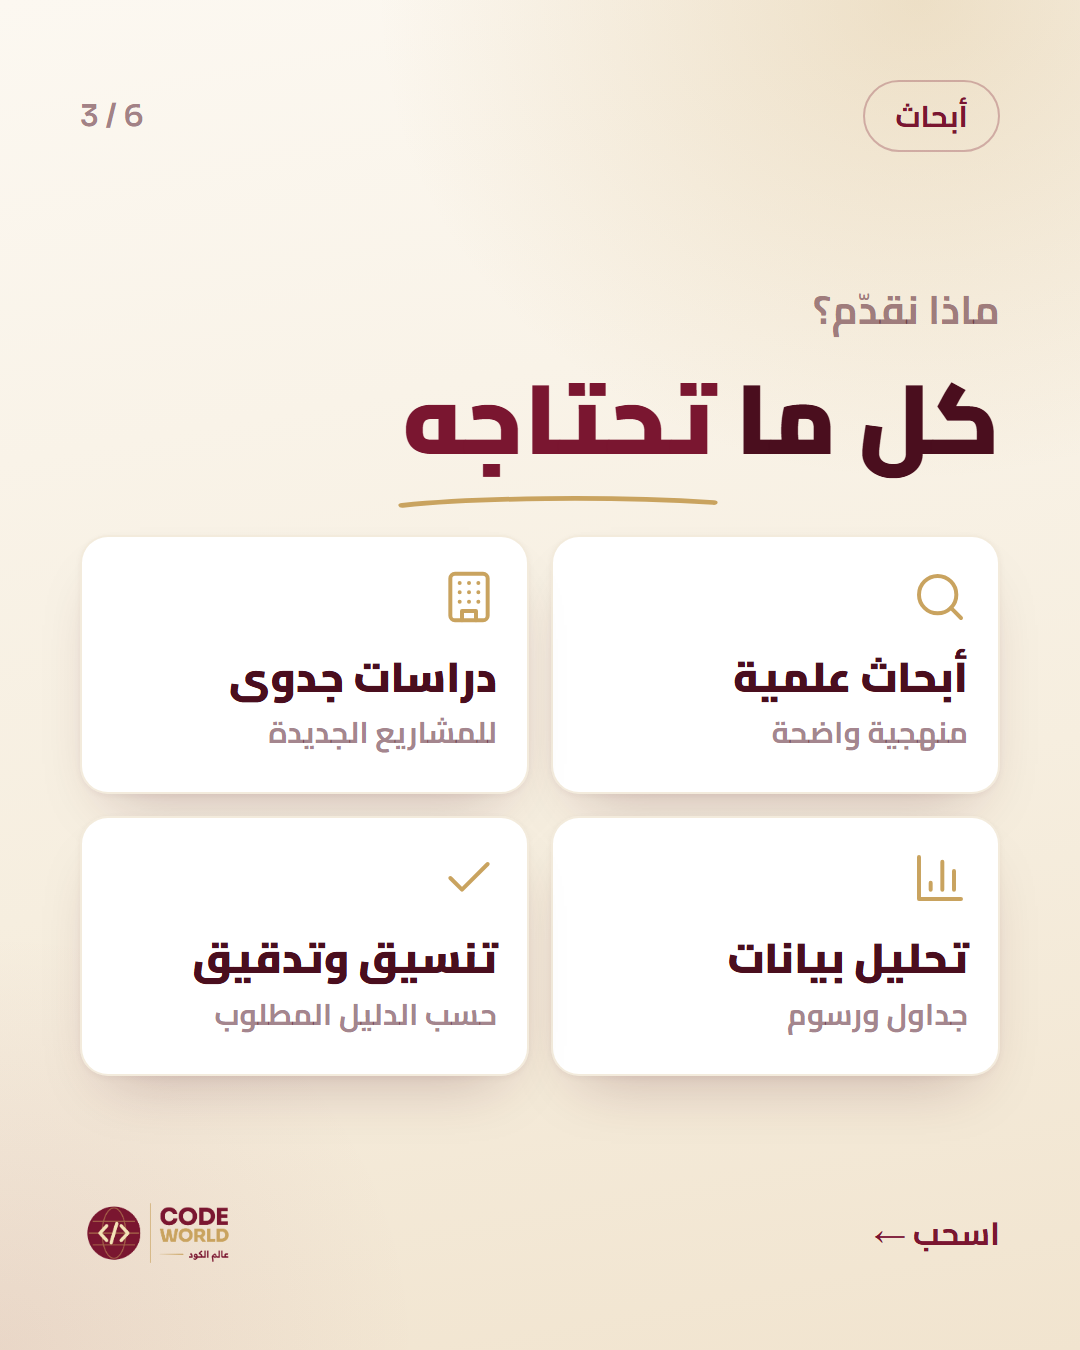 أبحاث
3 / 6
ماذا نقدّم؟
كل ما تحتاجه
أبحاث علمية
منهجية واضحة
دراسات جدوى
للمشاريع الجديدة
تحليل بيانات
جداول ورسوم
تنسيق وتدقيق
حسب الدليل المطلوب
اسحب ←
</>
CODE
WORLD
عالم الكود